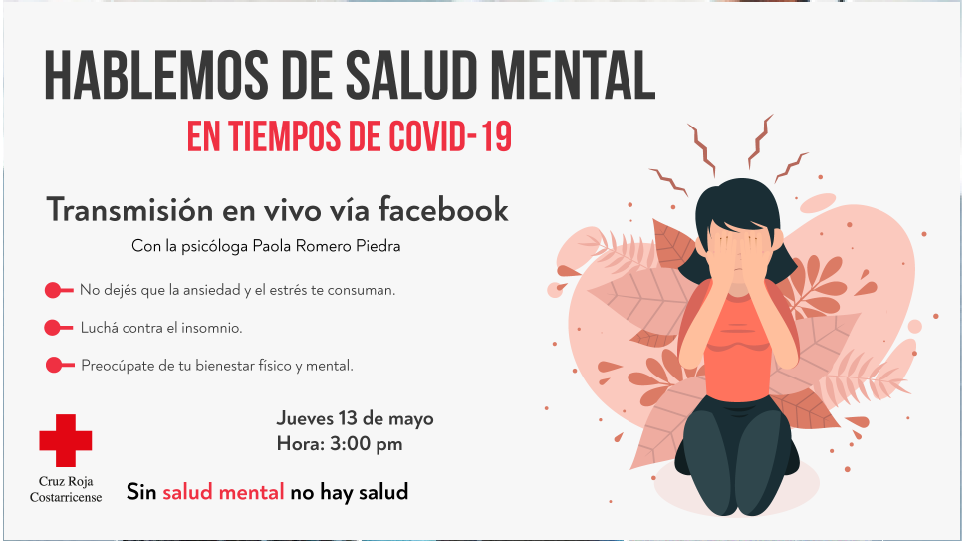 HABLEMOS DE SALUD MENTAL
EN TIEMPOS DE COVID-19
Transmisión en vivo vía facebook
Con la psicóloga Paola Romero Piedra
No dejés que la ansiedad y el estrés te consuman.
Luchá contra el insomnio.
Preocúpate de tu bienestar físico y mental.
Jueves 13 de mayo
Hora: 3:00 pm
Cruz Roja
Costarricense
Sin salud mental no hay salud